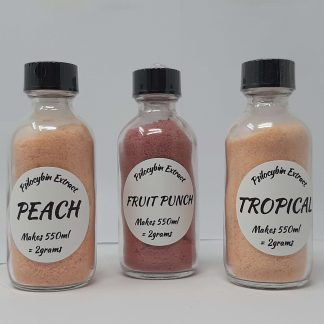 Psilocybin Extract
PEACH
Makes 550ml
= 2grams
Psilocybin Extract
FRUIT PUNCH
Makes 550ml
= 2grams
Psilocybin Extract
TROPICAL
Makes 550ml
= 2grams